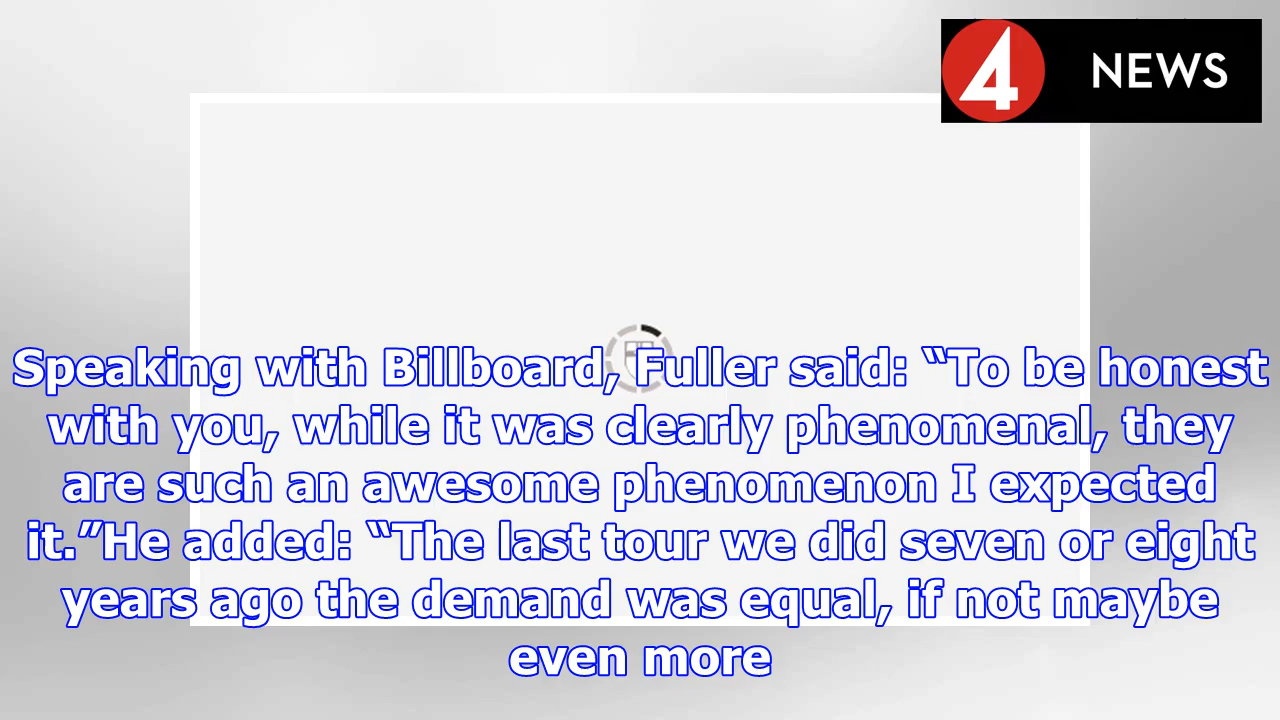 4 NEWS
Speaking with Billboard, Fuller said: “To be honest
with you, while it was clearly phenomenal, they
are such an awesome phenomenon I expected
it.”He added: “The last tour we did seven or eight
years ago the demand was equal, if not maybe
even more